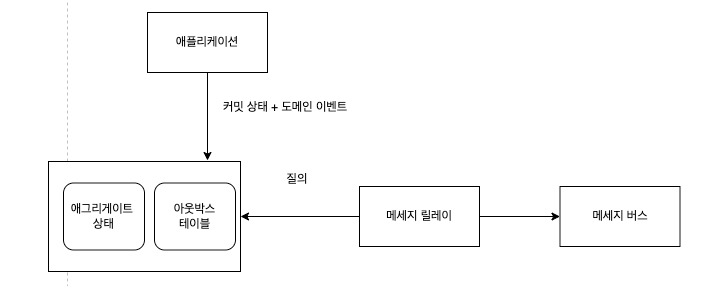 애플리케이션
커밋 상태 + 도메인 이벤트
질의
애그리게이트
상태
아웃박스
테이블
메세지 릴레이
메세지 버스